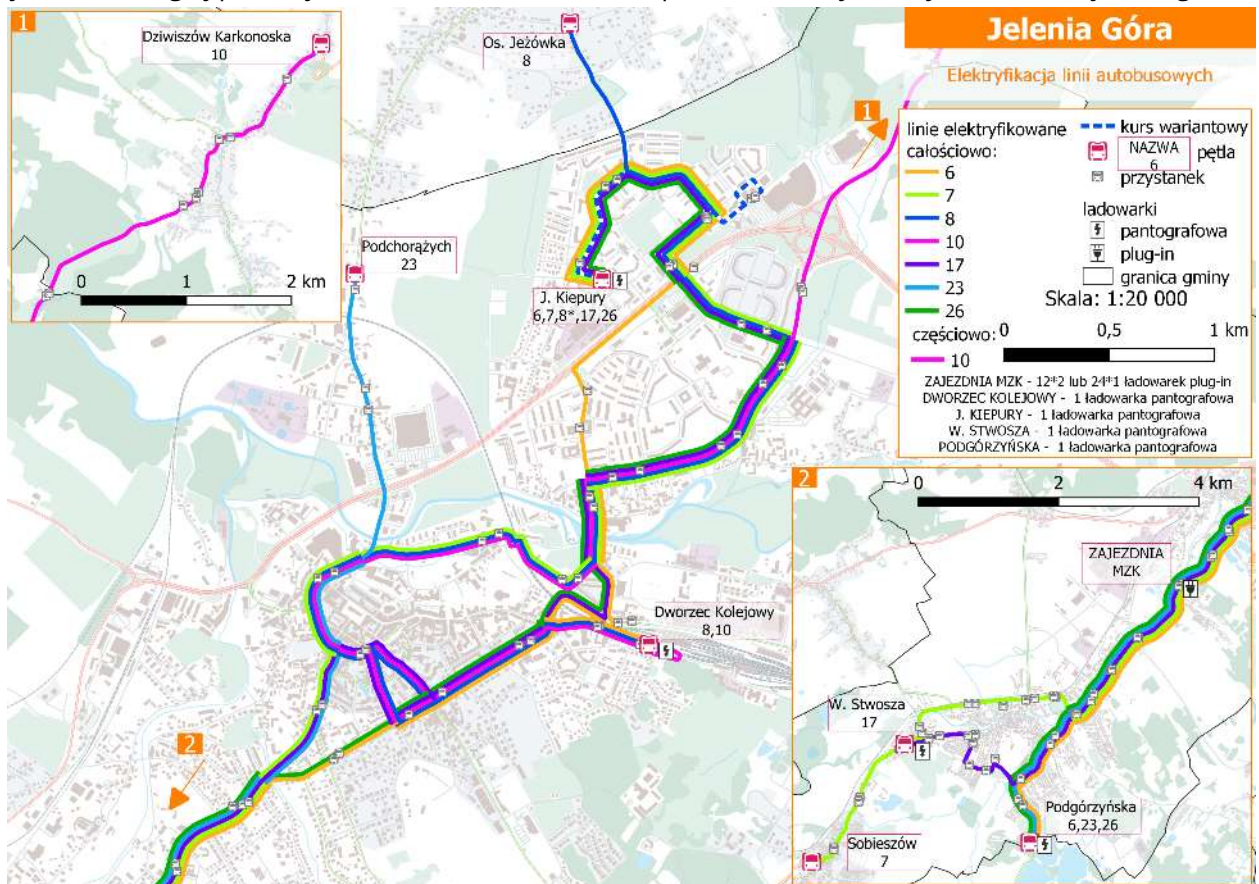 1
Dziwiszów Karkonoska
10
0 1 2 km
Os. Jeżówka
8
Podchorążych
23
J. Kiepury
6,7,8*,17,26
1
Jelenia Góra
Elektryfikacja linii autobusowych
linie elektryfikowane
całościowo:
6
7
8
10
17
23
26
częściowo:
10
kurs wariantowy
NAZWA
6
pętla
przystanek
ładowarki
pantografowa
plug-in
granica gminy
Skala: 1:20 000
0 0,5 1 km
ZAJEZDNIA MZK - 12*2 lub 24*1 ładowarek plug-in
DWORZEC KOLEJOWY - 1 ładowarka pantografowa
J. KIEPURY - 1 ładowarka pantografowa
W. STWOSZA - 1 ładowarka pantografowa
PODGÓRZYŃSKA - 1 ładowarka pantografowa
Dworzec Kolejowy
8,10
2
2
0 2 4 km
ZAJEZDNIA
MZK
W. Stwosza
17
Podgórzyńska
6,23,26
Sobieszów
7